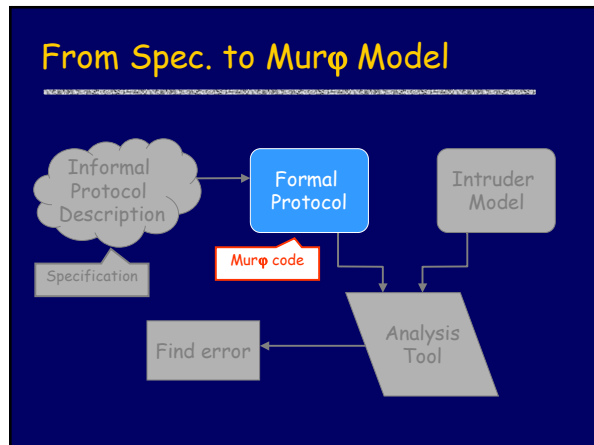 From Spec. to Murφ Model
Informal
Protocol
Description
Formal
Protocol
Intruder
Model
Specification
Murφ code
Find error
Analysis
Tool